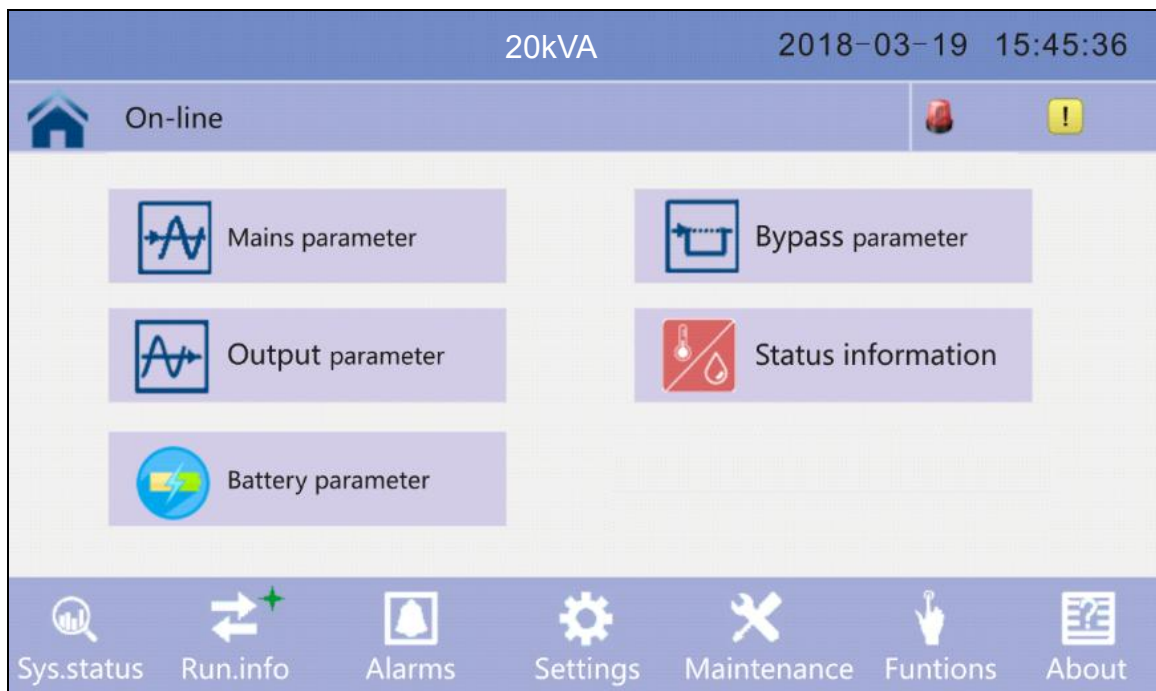 20kVA 2018-03-19 15:45:36
On-line !
Mains parameter Bypass parameter
Output parameter Status information
Battery parameter
Sys.status Run.info Alarms Settings Maintenance Funtions About